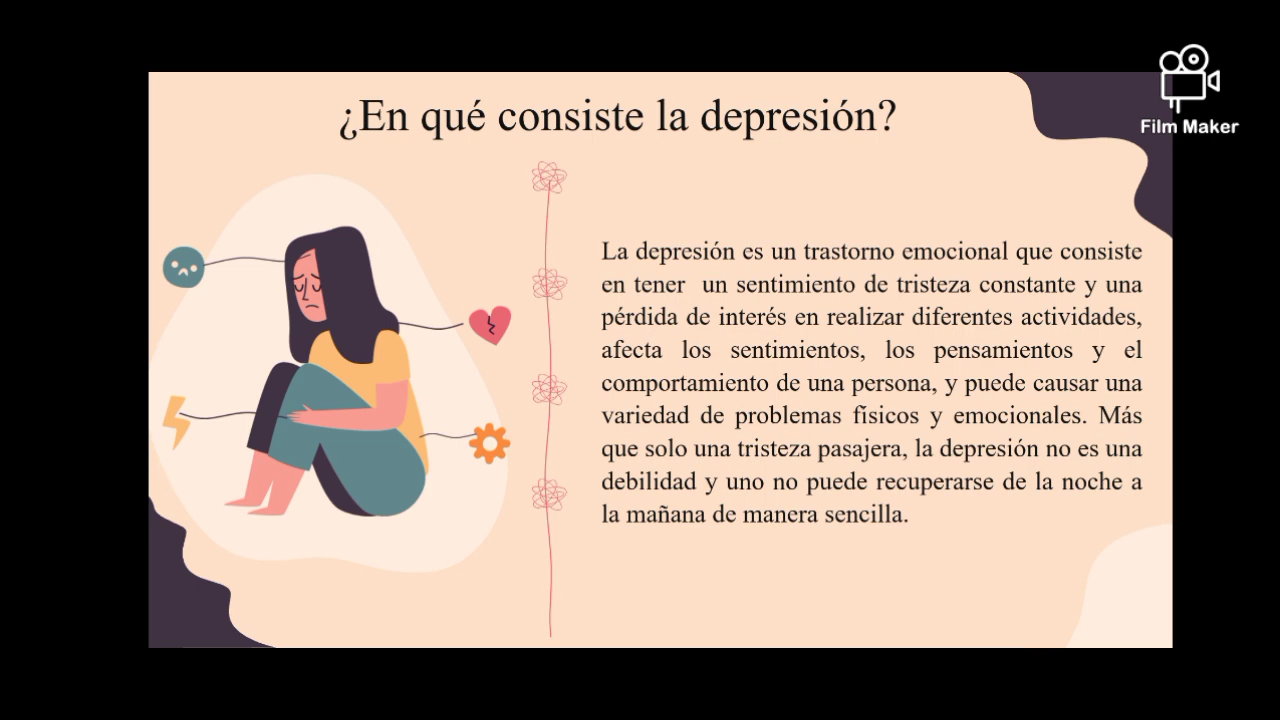 Film Maker
¿En qué consiste la depresión?
La depresión es un trastorno emocional que consiste
en tener un sentimiento de tristeza constante y una
pérdida de interés en realizar diferentes actividades,
afecta los sentimientos, los pensamientos y el
comportamiento de una persona, y puede causar una
variedad de problemas físicos y emocionales. Más
que solo una tristeza pasajera, la depresión no es una
debilidad y uno no puede recuperarse de la noche a
la mañana de manera sencilla.